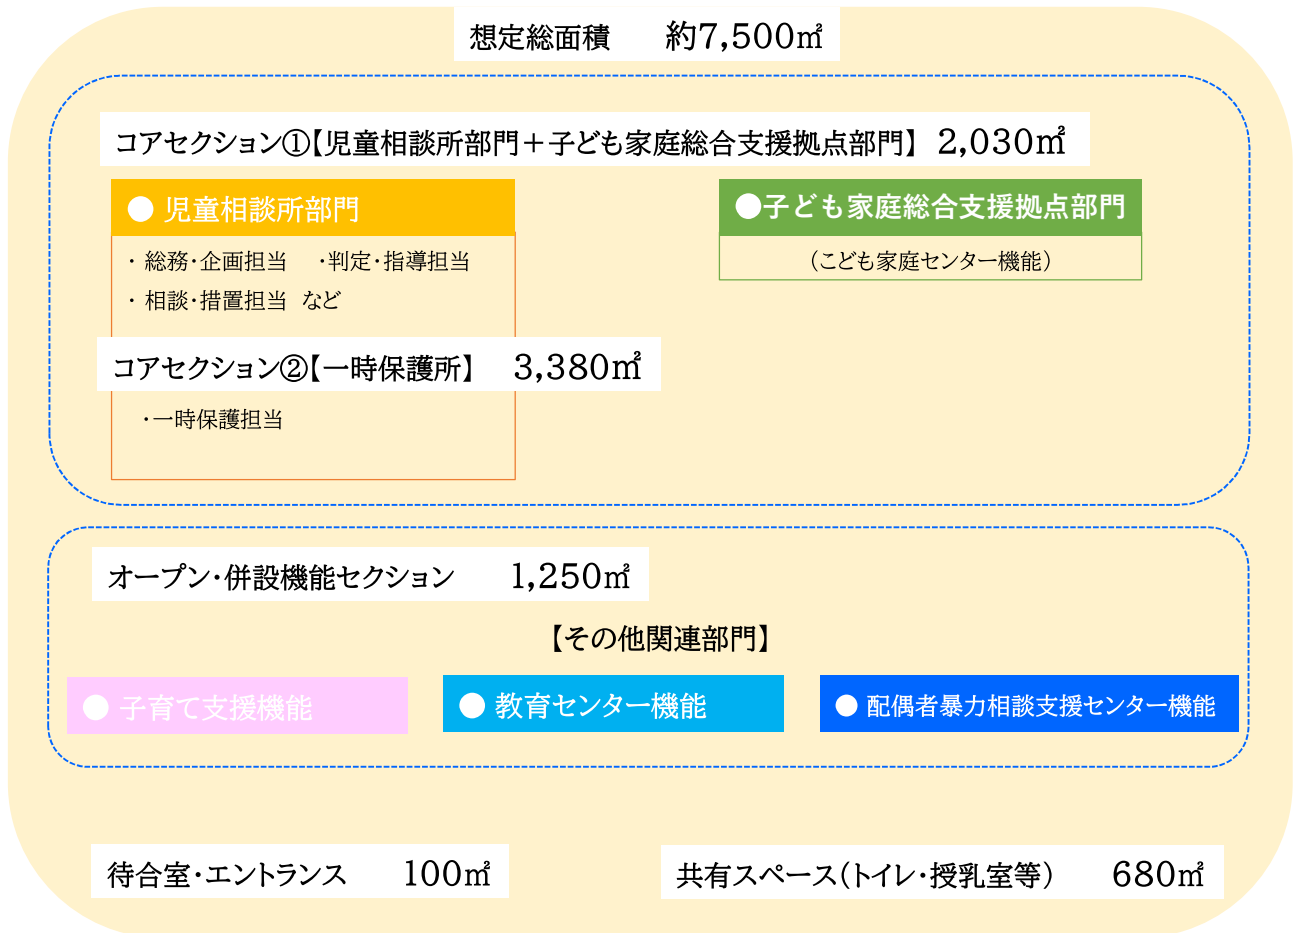 想定総面積　　約7,500㎡
コアセクション①【児童相談所部門＋子ども家庭総合支援拠点部門】 2,030㎡
● 児童相談所部門
●子ども家庭総合支援拠点部門
・ 総務・企画担当　・判定・指導担当
（こども家庭センター機能）
・ 相談・措置担当　など
コアセクション②【一時保護所】　3,380㎡
・一時保護担当
オープン・併設機能セクション　　1,250㎡
【その他関連部門】
● 子育て支援機能
● 教育センター機能
● 配偶者暴力相談支援センター機能
待合室・エントランス　　100㎡
共有スペース（トイレ・授乳室等）　　680㎡